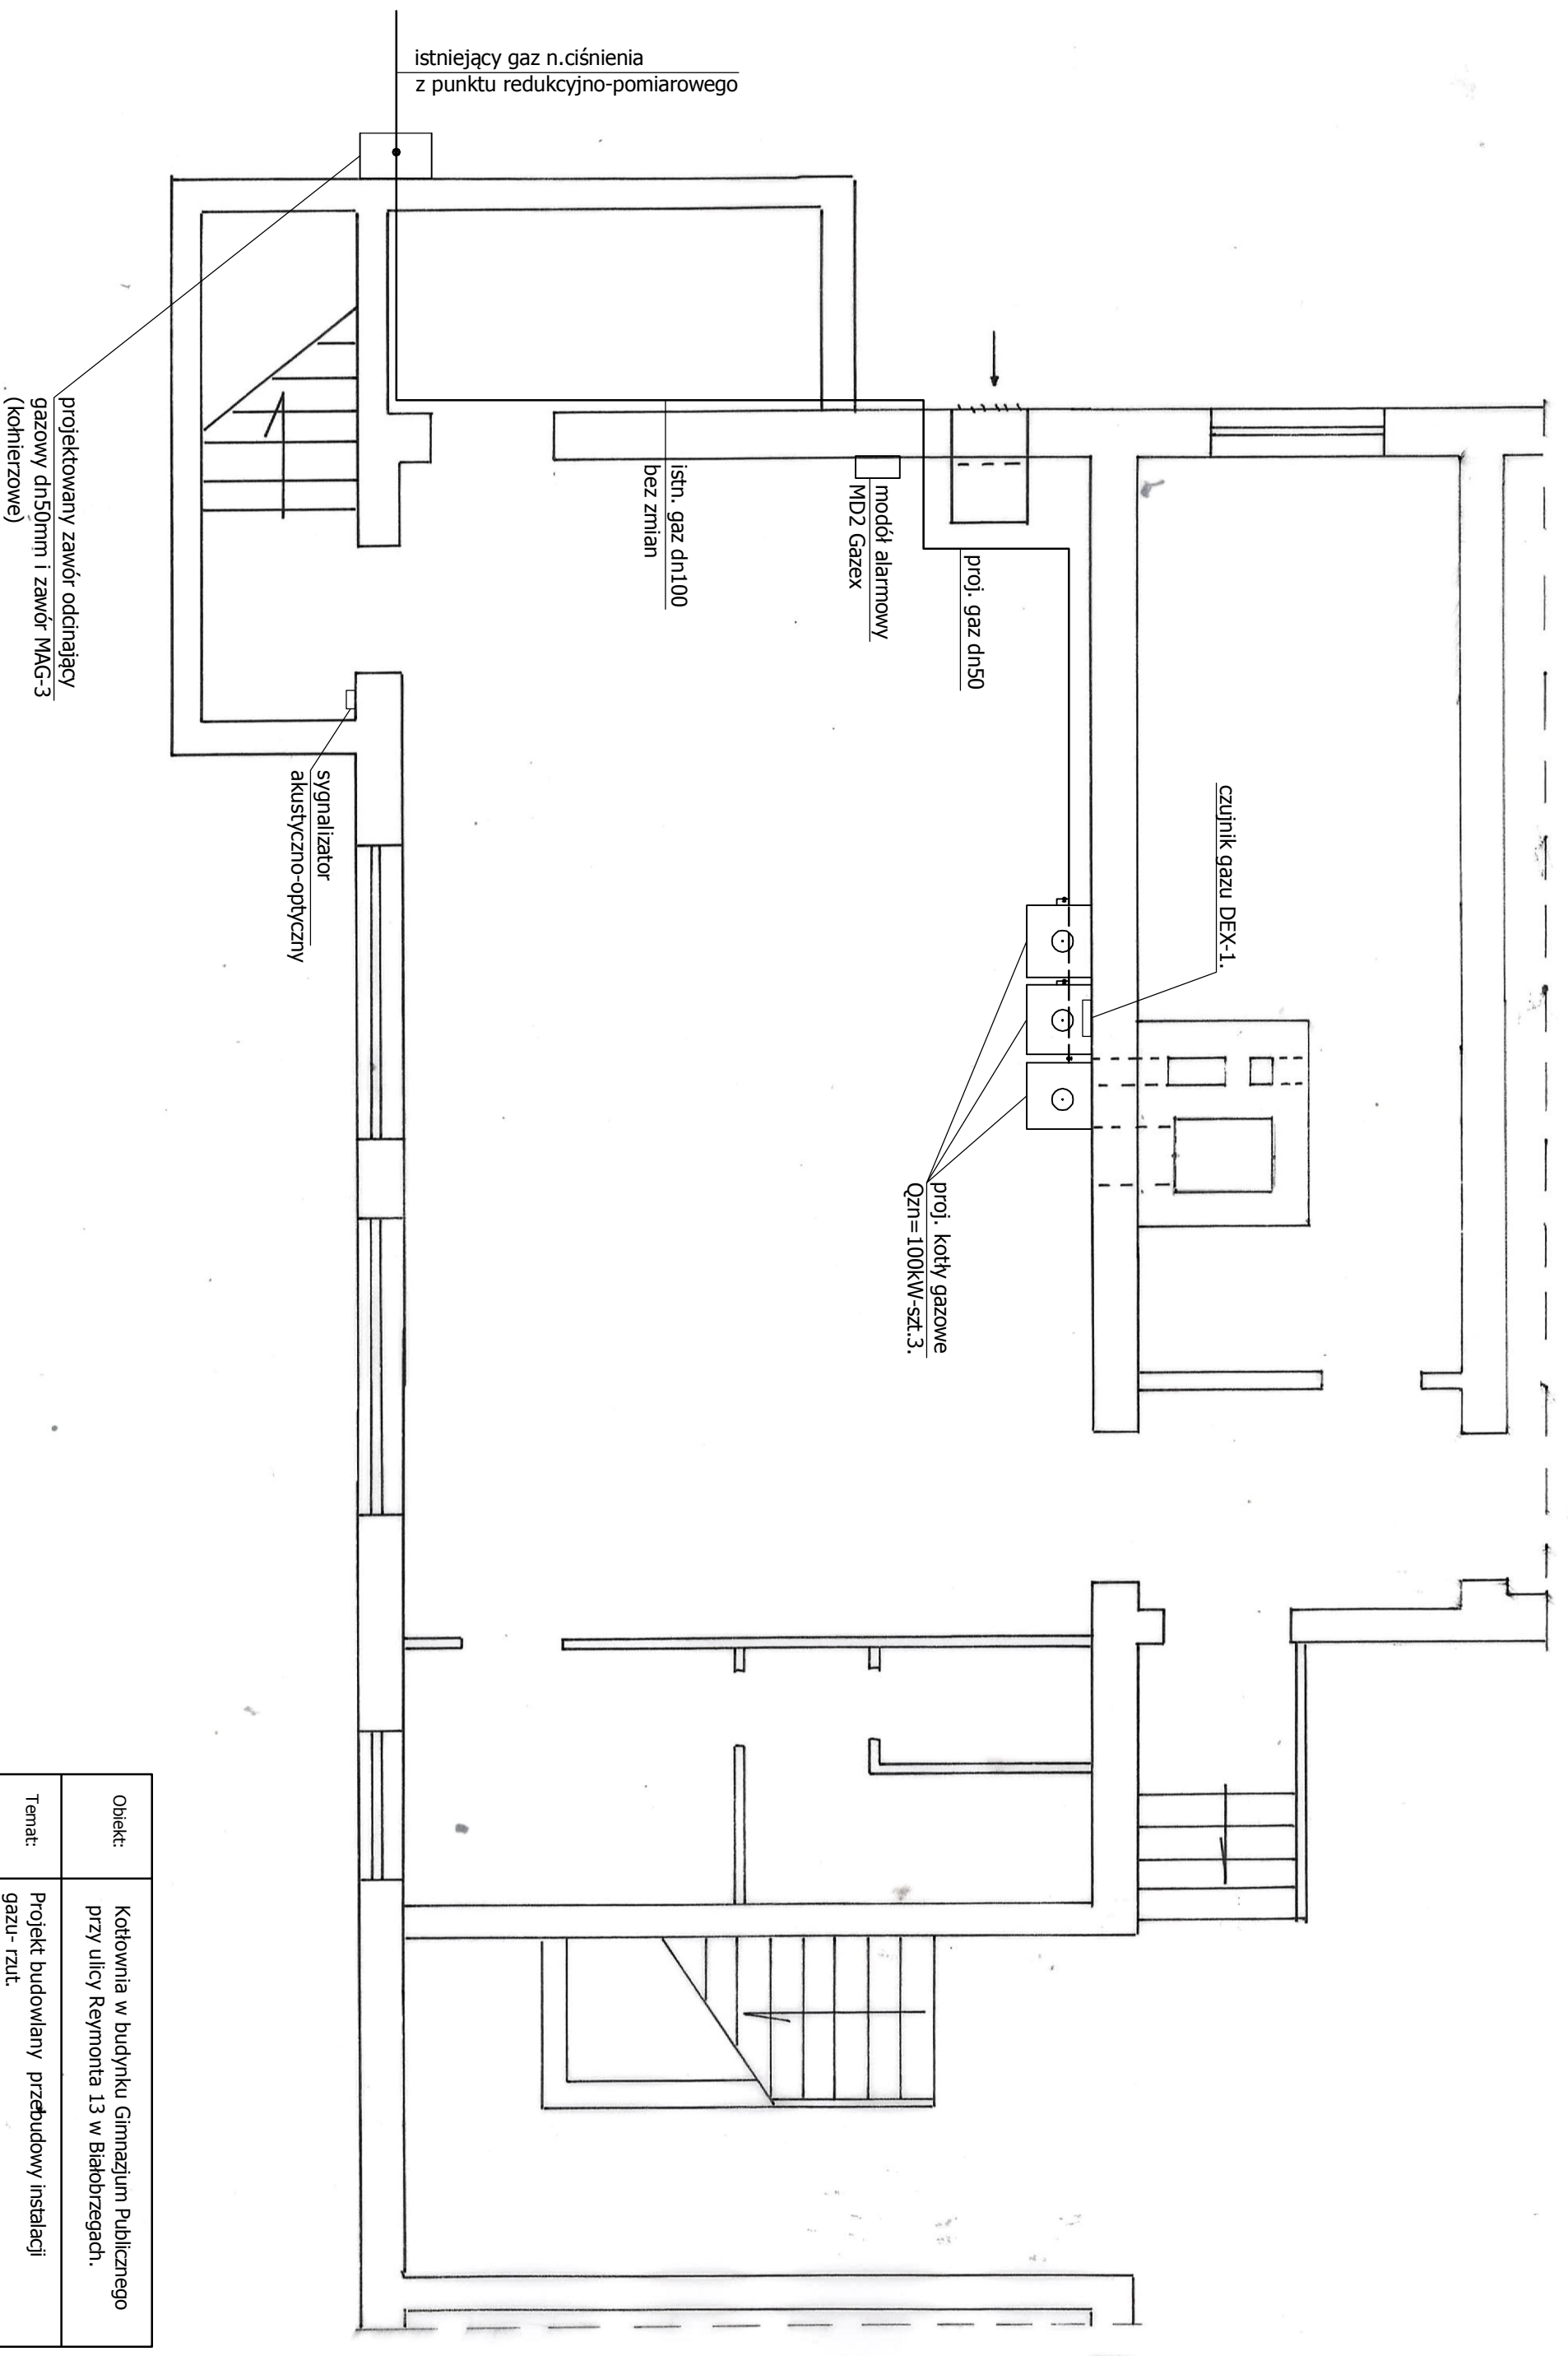 istniejący gaz n.ciśnienia
z punktu redukcyjno-pomiarowego
projektowany zawór odcinający
gazowy dn50mm i zawór MAG-3
(kołnierzowe)
istn. gaz dn100
bez zmian
modół alarmowy
MD2 Gazex
proj. gaz dn50
sygnalizator
akustyczno-optyczny
czujnik gazu DEX-1.
proj. kotły gazowe
Qzn=100kW-szt.3.
Obiekt:
Kotłownia w budynku Gimnazjum Publicznego
przy ulicy Reymonta 13 w Białobrzegach.
Temat:
Projekt budowlany przebudowy instalacji
gazu- rzut.